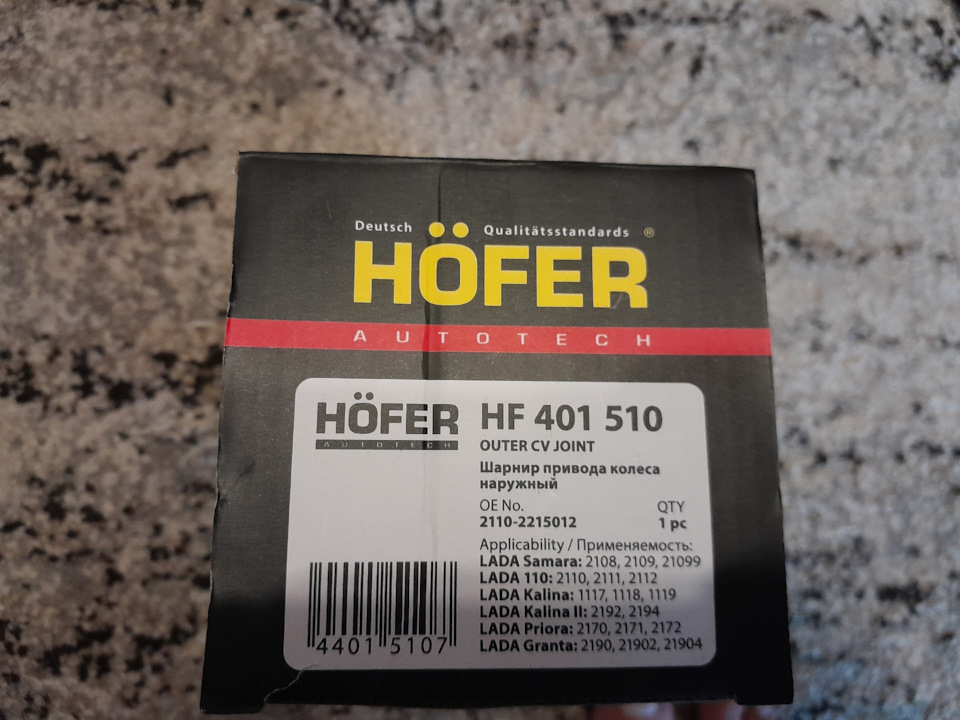 Deutsch Qualitätsstandards ®
HÖFER
AUTOTECH
HÖFER
AUTOTECH
HF 401 510
OUTER CV JOINT
Шарнир привода колеса
наружный
OE No. QTY
2110-2215012 1 pc
Applicability / Применяемость:
LADA Samara: 2108, 2109, 21099
LADA 110: 2110, 2111, 2112
LADA Kalina: 1117, 1118, 1119
LADA Kalina II: 2192, 2194
LADA Priora: 2170, 2171, 2172
LADA Granta: 2190, 21902, 21904
4401 5107